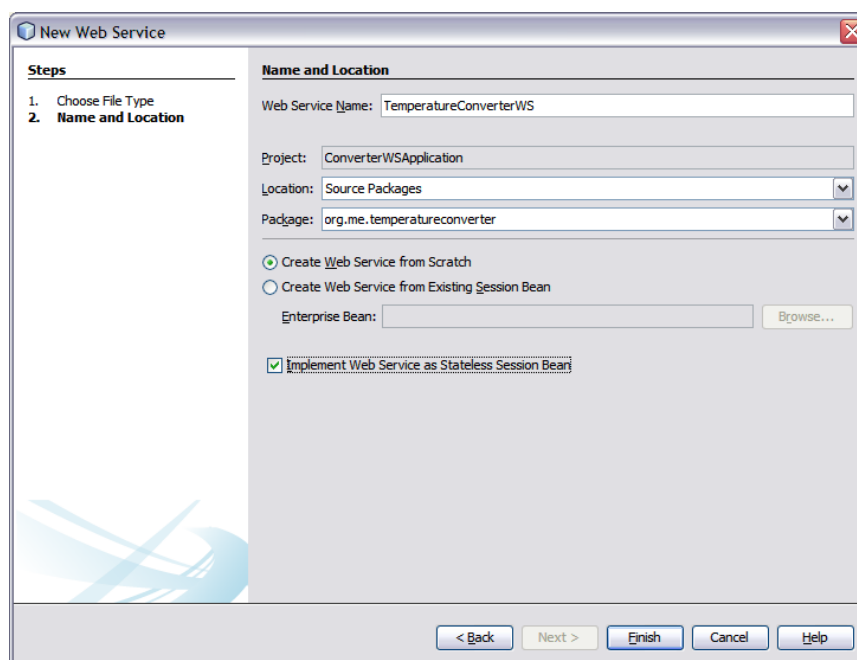 New Web Service
Steps
1. Choose File Type
2. Name and Location
Name and Location
Web Service Name: TemperatureConverterWS
Project: ConverterWSApplication
Location: Source Packages
Package: org.me.temperatureconverter
Create Web Service from Scratch
Create Web Service from Existing Session Bean
Enterprise Bean: Browse...
Implement Web Service as Stateless Session Bean
< Back Next > Finish Cancel Help